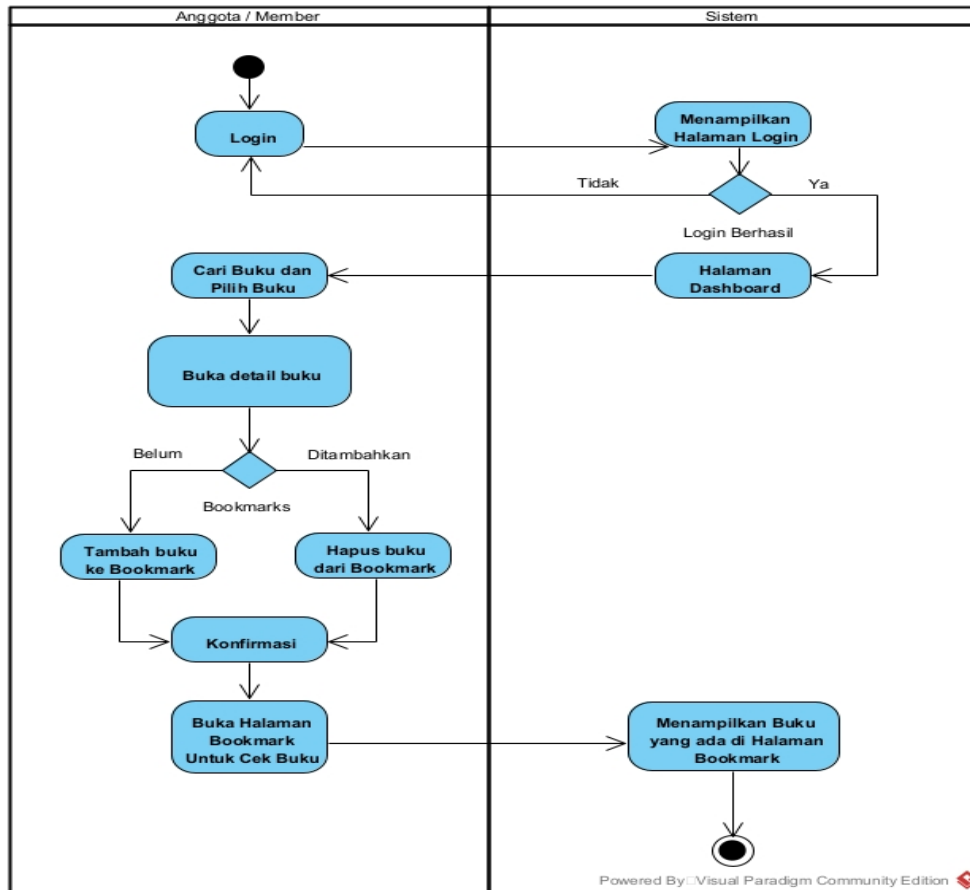 Anggota / Member
Sistem
Login
Menampilkan
Halaman Login
Tidak
Ya
Login Berhasil
Cari Buku dan
Pilih Buku
Halaman
Dashboard
Buka detail buku
Belum
Ditambahkan
Bookmarks
Tambah buku
ke Bookmark
Hapus buku
dari Bookmark
Konfirmasi
Buka Halaman
Bookmark
Untuk Cek Buku
Menampilkan Buku
yang ada di Halaman
Bookmark
Powered By Visual Paradigm Community Edition